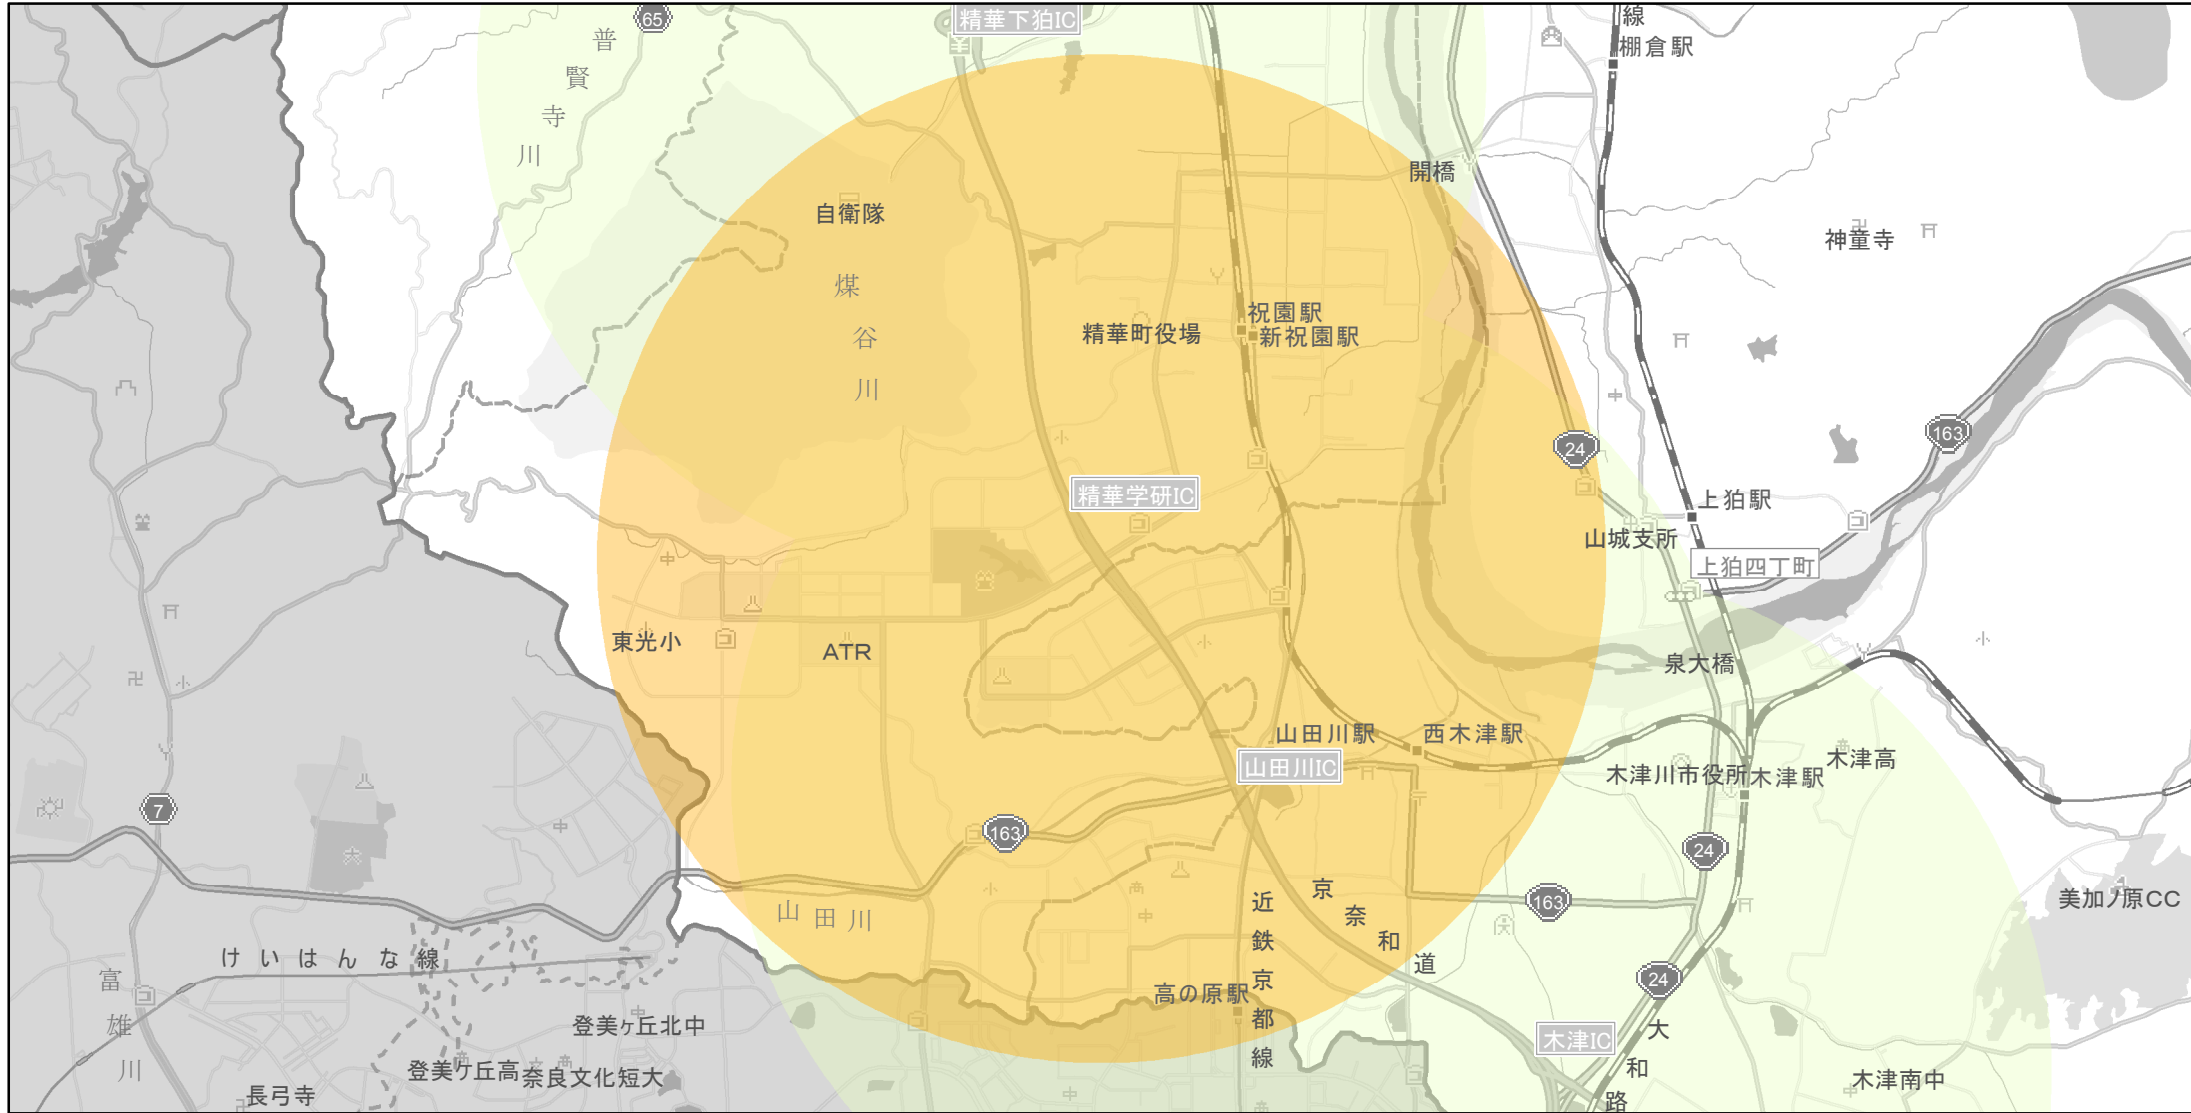 65
精華下狛IC
線
棚倉駅
普賢寺川
開橋
自衛隊
神童寺
煤谷川
祝園駅
精華町役場
新祝園駅
163
24
精華学研IC
上狛駅
山城支所
上狛四丁町
東光小
ATR
泉大橋
山田川駅
西木津駅
山田川IC
木津川市役所
木津駅
木津高
7
163
24
163
美加ノ原CC
山田川
近鉄京都線
京奈和道
けいはんな線
富雄川
高の原駅
24
登美ヶ丘北中
大和路
木津IC
登美ケ丘高
奈良文化短大
長弓寺
木津南中